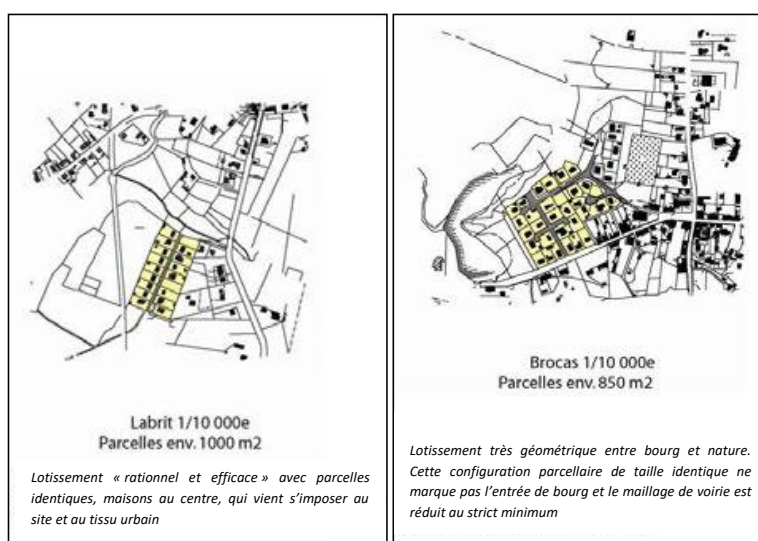 Labrit 1/10 000e
Parcelles env. 1000 m2
Lotissement « rationnel et efficace » avec parcelles
identiques, maisons au centre, qui vient s’imposer au
site et au tissu urbain
Brocas 1/10 000e
Parcelles env. 850 m2
Lotissement très géométrique entre bourg et nature.
Cette configuration parcellaire de taille identique ne
marque pas l’entrée de bourg et le maillage de voirie est
réduit au strict minimum